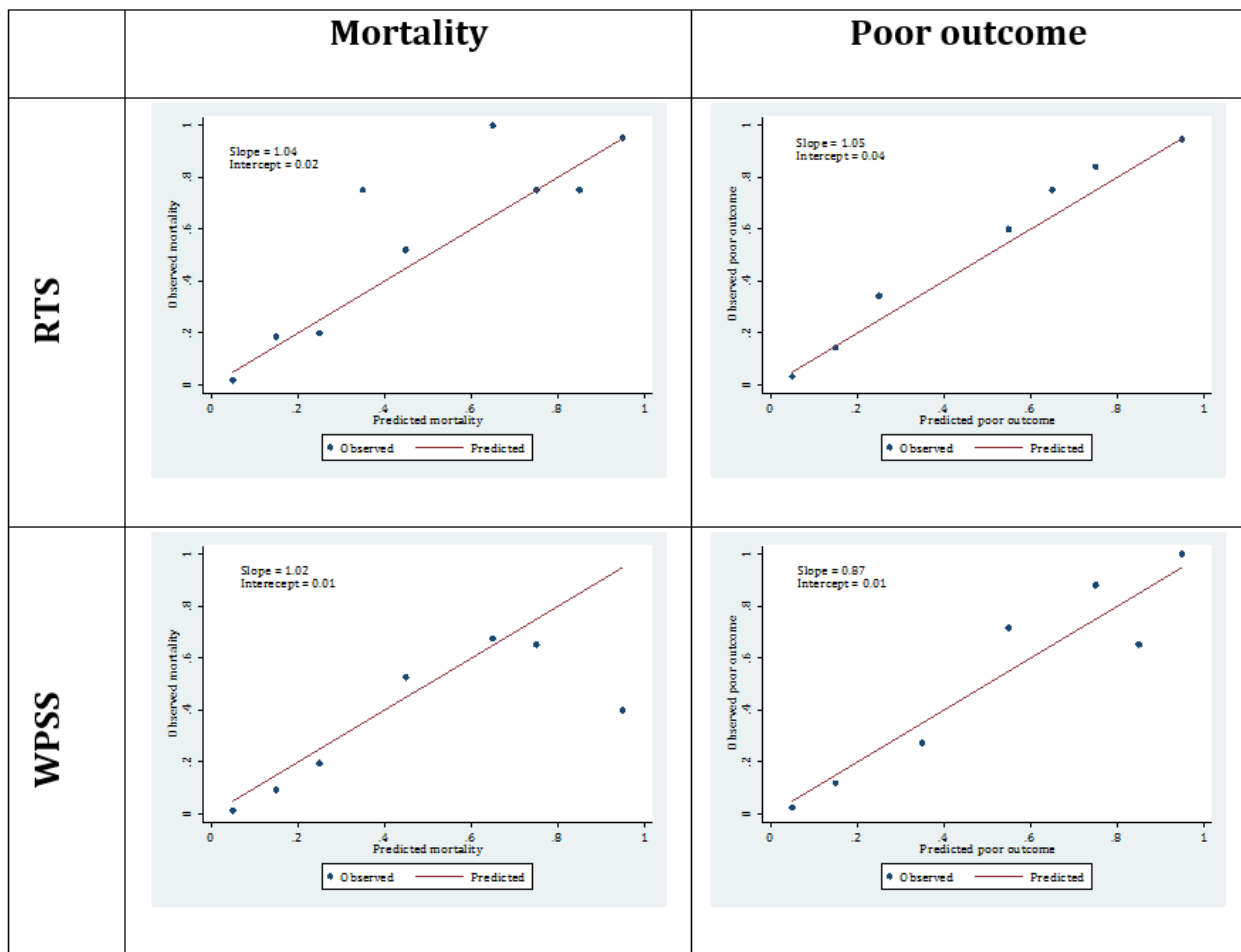 Mortality
Poor outcome
RTS
Slope = 1.04
Intercept = 0.02
Observed mortality
0 .2 .4 .6 .8 1
0 .2 .4 .6 .8 1
Predicted mortality
Observed Predicted
Slope = 1.05
Intercept = 0.04
Observed poor outcome
0 .2 .4 .6 .8 1
0 .2 .4 .6 .8 1
Predicted poor outcome
Observed Predicted
WPSS
Slope = 1.02
Interecept = 0.01
Observed mortality
0 .2 .4 .6 .8 1
0 .2 .4 .6 .8 1
Predicted mortality
Observed Predicted
Slope = 0.87
Intercept = 0.01
Observed poor outcome
0 .2 .4 .6 .8 1
0 .2 .4 .6 .8 1
Predicted poor outcome
Observed Predicted